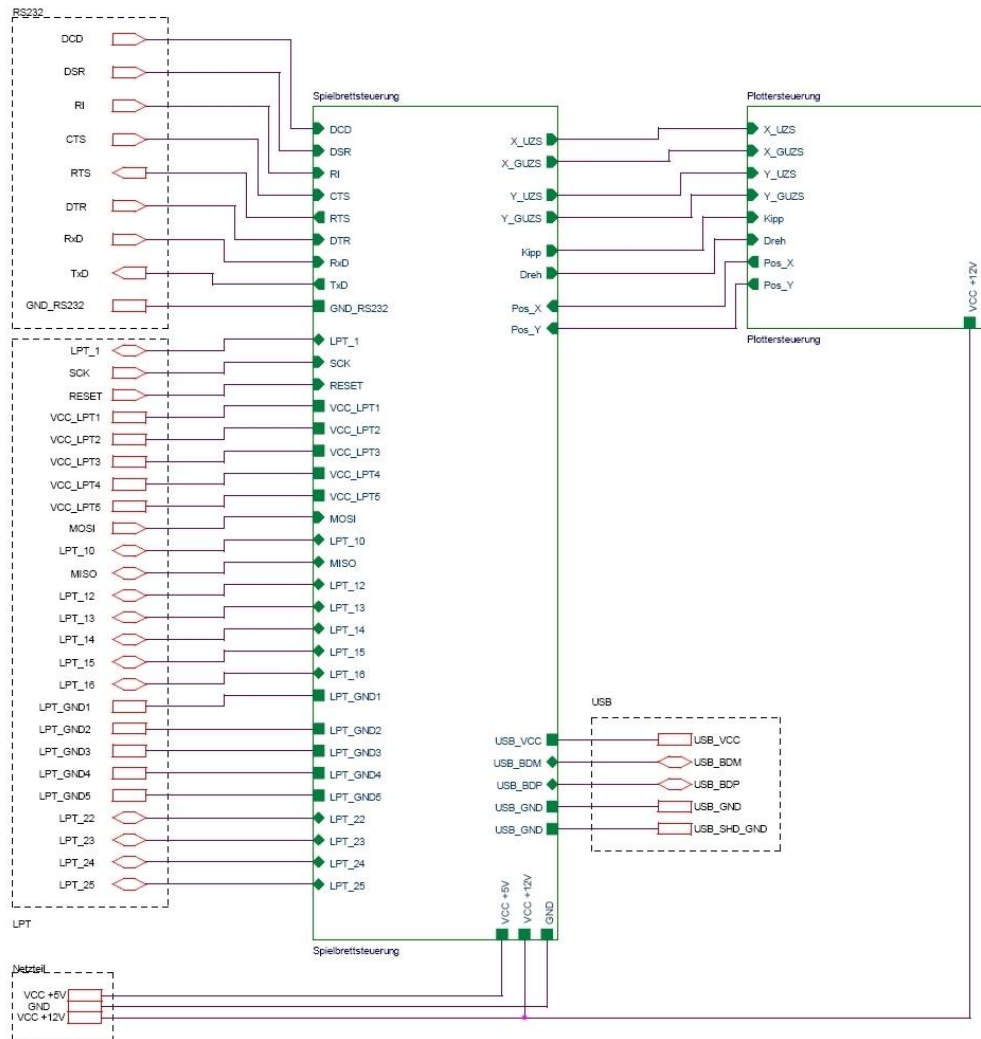 RS232
DCD
DSR
RI
CTS
RTS
DTR
RxD
TxD
GND_RS232
LPT_1
SCK
RESET
VCC_LPT1
VCC_LPT2
VCC_LPT3
VCC_LPT4
VCC_LPT5
MOSI
LPT_10
MISO
LPT_12
LPT_13
LPT_14
LPT_15
LPT_16
LPT_GND1
LPT_GND2
LPT_GND3
LPT_GND4
LPT_GND5
LPT_22
LPT_23
LPT_24
LPT_25
LPT
Netzteil
VCC +5V
GND
VCC +12V
Spielbrettsteuerung
DCD
DSR
RI
CTS
RTS
DTR
RxD
TxD
GND_RS232
LPT_1
SCK
RESET
VCC_LPT1
VCC_LPT2
VCC_LPT3
VCC_LPT4
VCC_LPT5
MOSI
LPT_10
MISO
LPT_12
LPT_13
LPT_14
LPT_15
LPT_16
LPT_GND1
LPT_GND2
LPT_GND3
LPT_GND4
LPT_GND5
LPT_22
LPT_23
LPT_24
LPT_25
X_UZS
X_GUZS
Y_UZS
Y_GUZS
Kipp
Dreh
Pos_X
Pos_Y
USB_VCC
USB_BDM
USB_BDP
USB_GND
USB_GND
VCC +5V
VCC +12V
GND
Spielbrettsteuerung
Plottersteuerung
X_UZS
X_GUZS
Y_UZS
Y_GUZS
Kipp
Dreh
Pos_X
Pos_Y
VCC +12V
Plottersteuerung
USB
USB_VCC
USB_BDM
USB_BDP
USB_GND
USB_SHD_GND